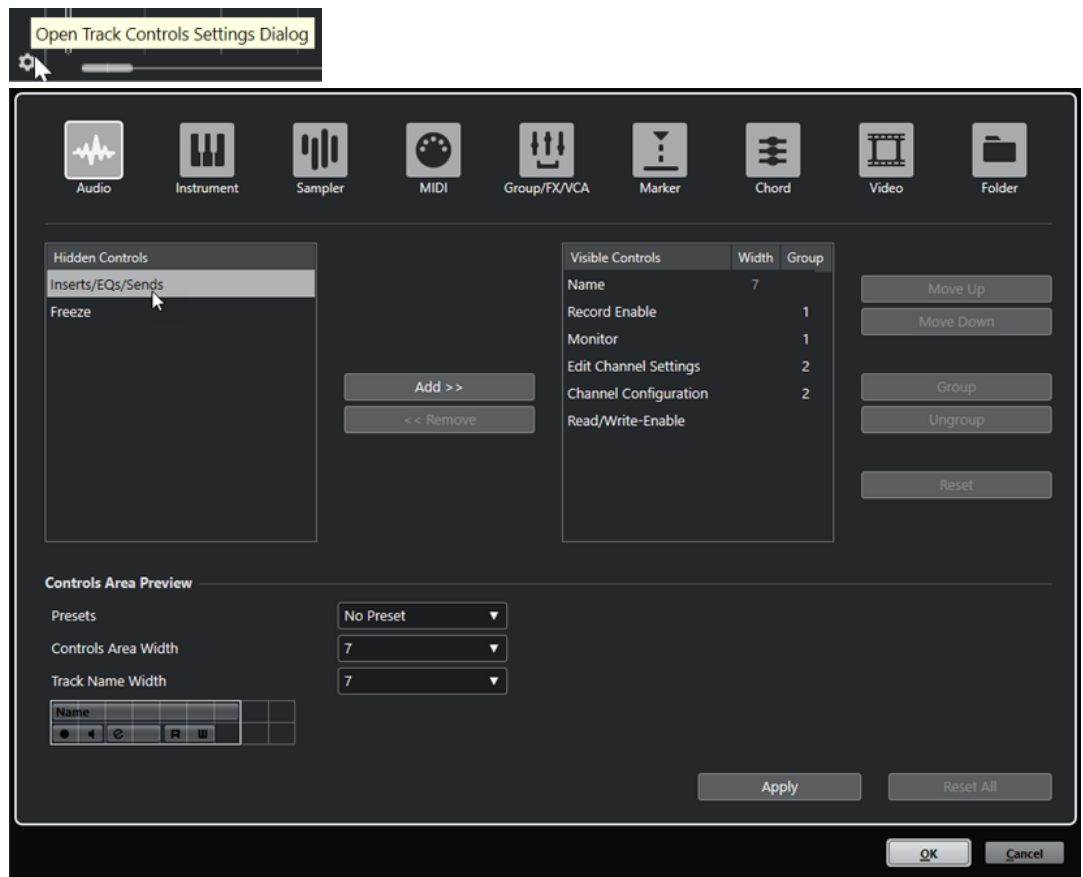 Open Track Controls Settings Dialog
Audio Instrument Sampler MIDI Group/FX/VCA Marker Chord Video Folder
Hidden Controls
Inserts/EQs/Sends
Freeze
Add >>
<< Remove
Visible Controls Width Group
Name 7
Record Enable 1
Monitor 1
Edit Channel Settings 2
Channel Configuration 2
Read/Write-Enable
Move Up
Move Down
Group
Ungroup
Reset
Controls Area Preview
Presets No Preset
Controls Area Width 7
Track Name Width 7
Name
e R W
Apply Reset All
OK Cancel